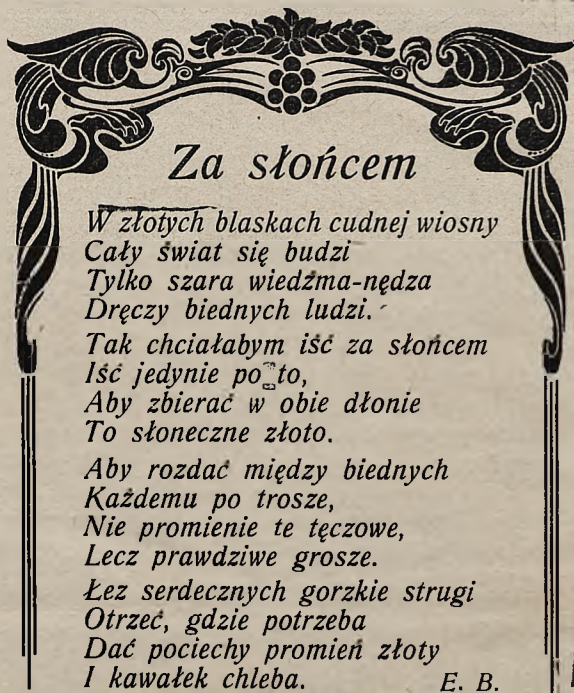 Za słońcem
W złotych blaskach cudnej wiosny
Cały świat się budzi
Tylko szara wiedźma-nędza
Dręczy biednych ludzi.
Tak chciałabym iść za słońcem
Iść jedynie po to,
Aby zbierać w obie dłonie
To słoneczne złoto.
Aby rozdać między biednych
Każdemu po trosze,
Nie promienie te tęczowe,
Lecz prawdziwe grosze.
Łez serdecznych gorzkie strugi
Otrzeć, gdzie potrzeba
Dać pociechy promień złoty
I kawałek chleba.
E. B.